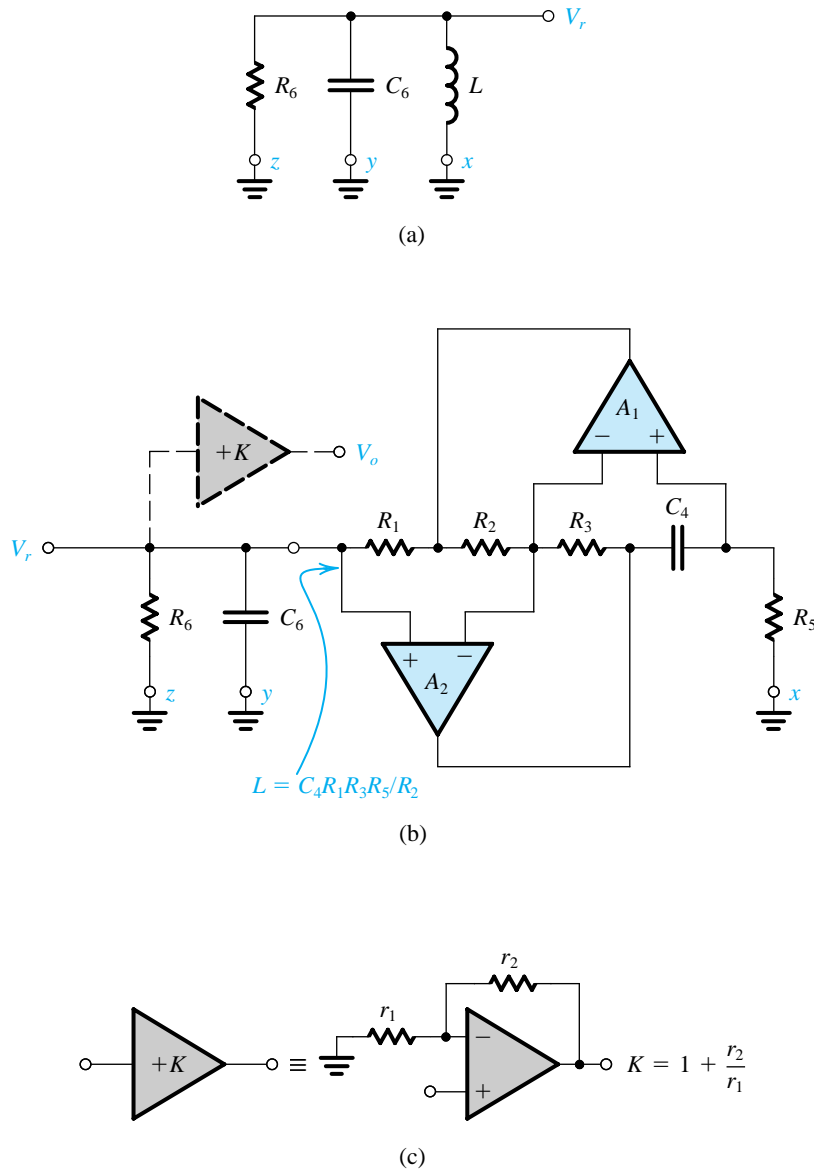 V_r
R_6
C_6
L
z
y
x
(a)
A_1
− +
+K
V_o
C_4
R_1
R_2
R_3
V_r
R_6
C_6
+ −
R_5
A_2
z
y
x
L = C_4R_1R_3R_5/R_2
(b)
r_2
r_1
+K
≡
−
+
K = 1 + r_2/r_1
(c)